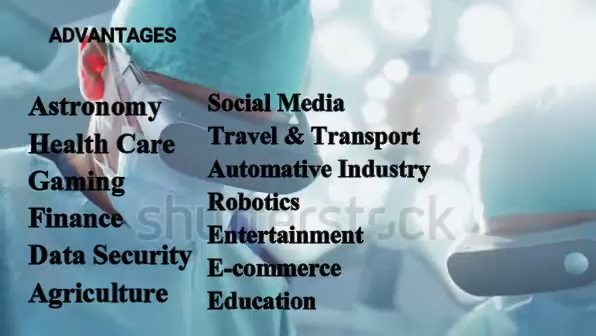 ADVANTAGES
Astronomy
Health Care
Gaming
Finance
Data Security
Agriculture
Social Media
Travel & Transport
Automative Industry
Robotics
Entertainment
E-commerce
Education
shutterstock